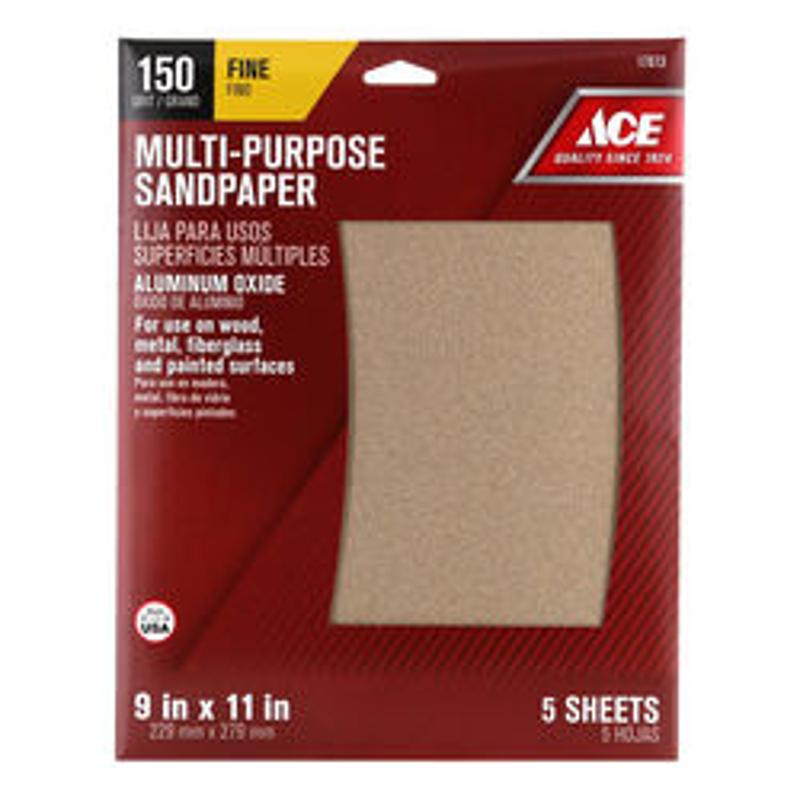 150
GRIT / GRANO
FINE
FINO
17013
ACE
QUALITY SINCE 1924
MULTI-PURPOSE
SANDPAPER
LIJA PARA USOS
SUPERFICIES MÚLTIPLES
ALUMINUM OXIDE
ÓXIDO DE ALUMINIO
For use on wood,
metal, fiberglass
and painted surfaces
Para uso en madera,
metal, fibra de vidrio
y superficies pintadas
USA
9 in x 11 in
229 mm x 279 mm
5 SHEETS
5 HOJAS